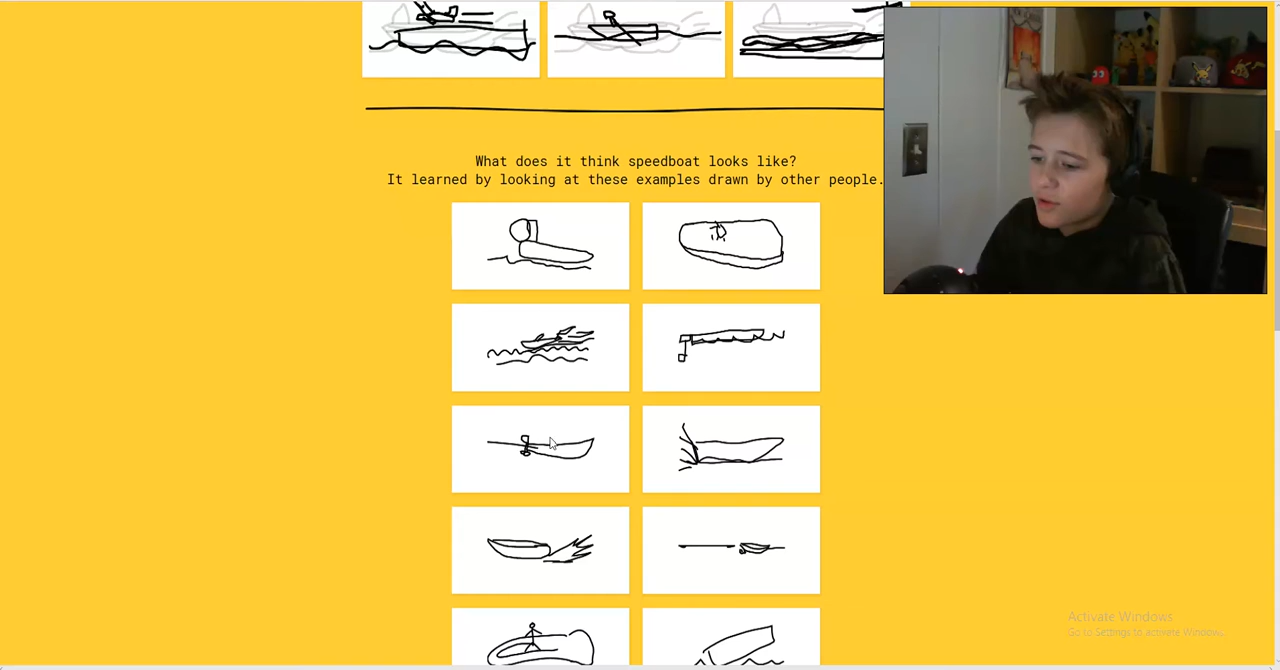 What does it think speedboat looks like?
It learned by looking at these examples drawn by other people.
Activate Windows
Go to Settings to activate Windows.